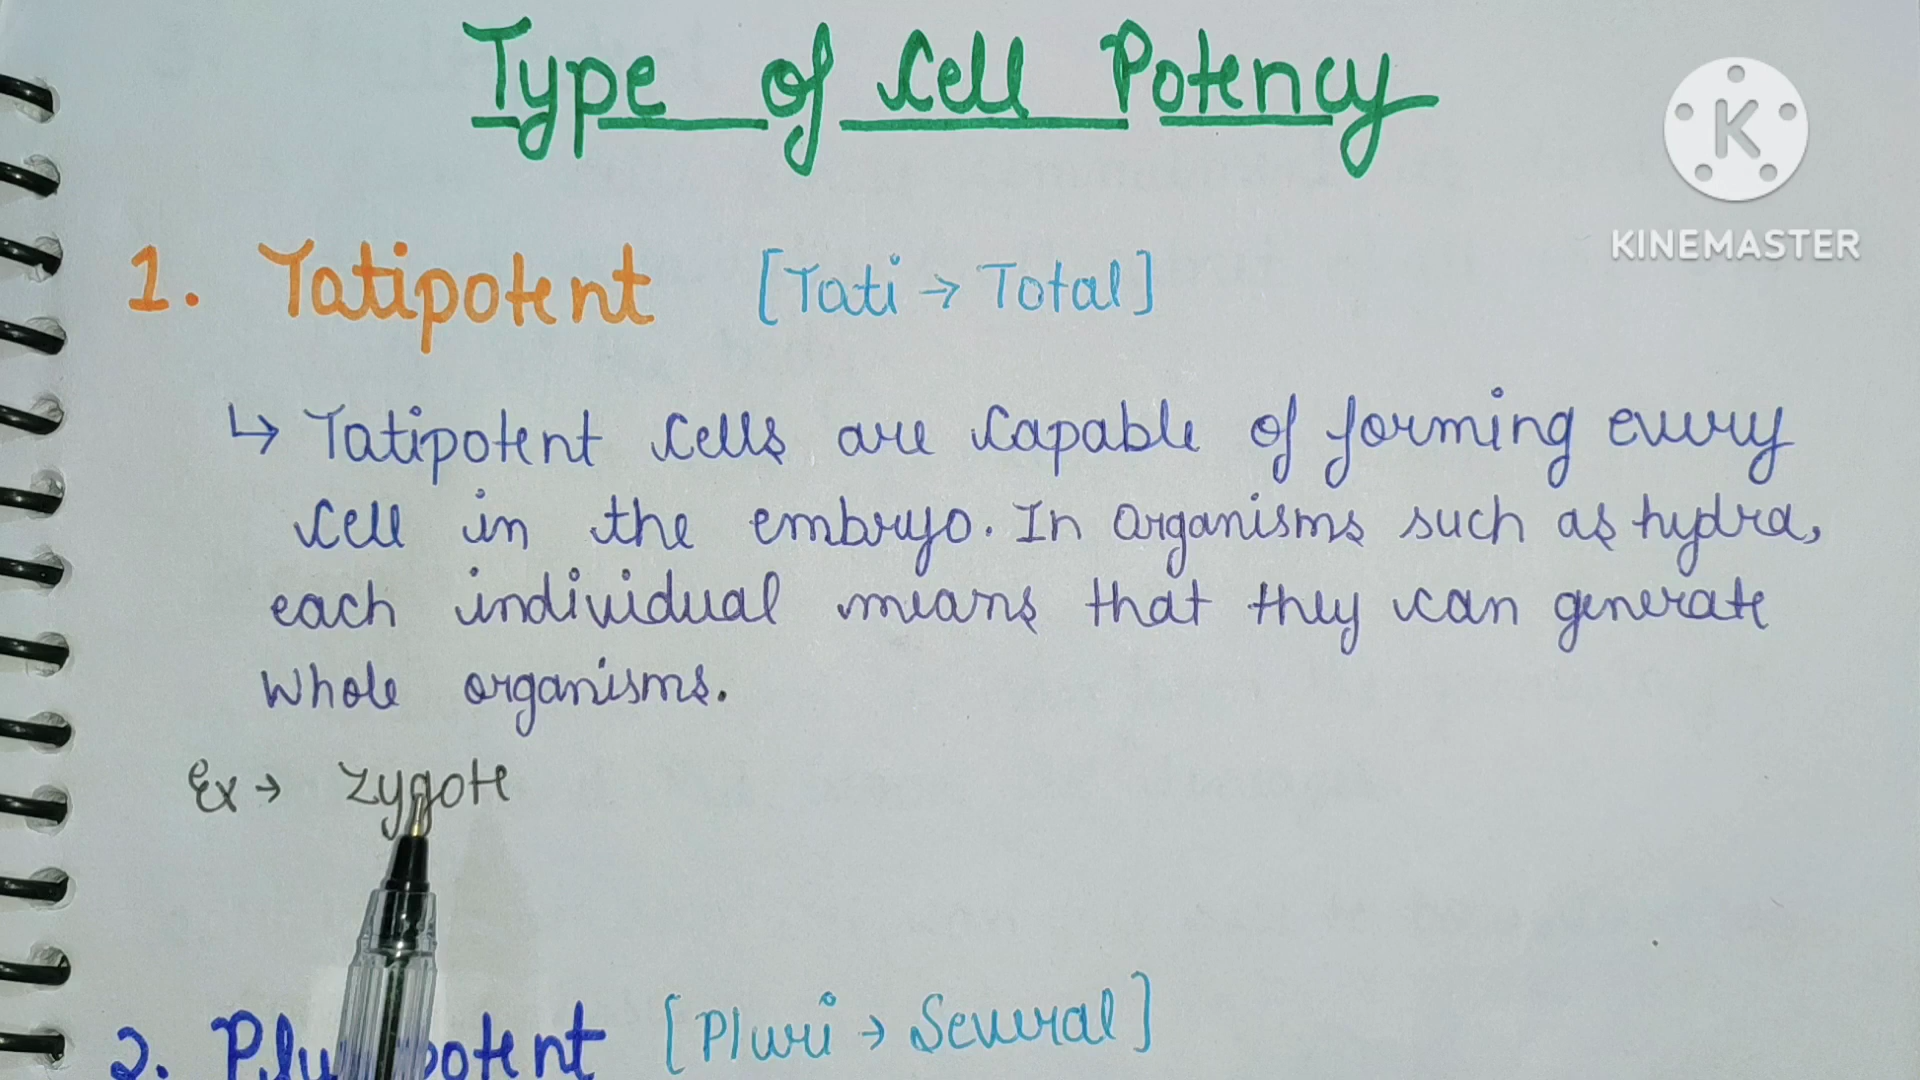 Type of Cell Potency
K
KINEMASTER
1. Tatipotent [Tati → Total]
↳ Tatipotent cells are capable of forming every
cell in the embryo. In organisms such as hydra,
each individual means that they can generate
whole organisms.
Ex → zygote
2. [Pluri → Several]